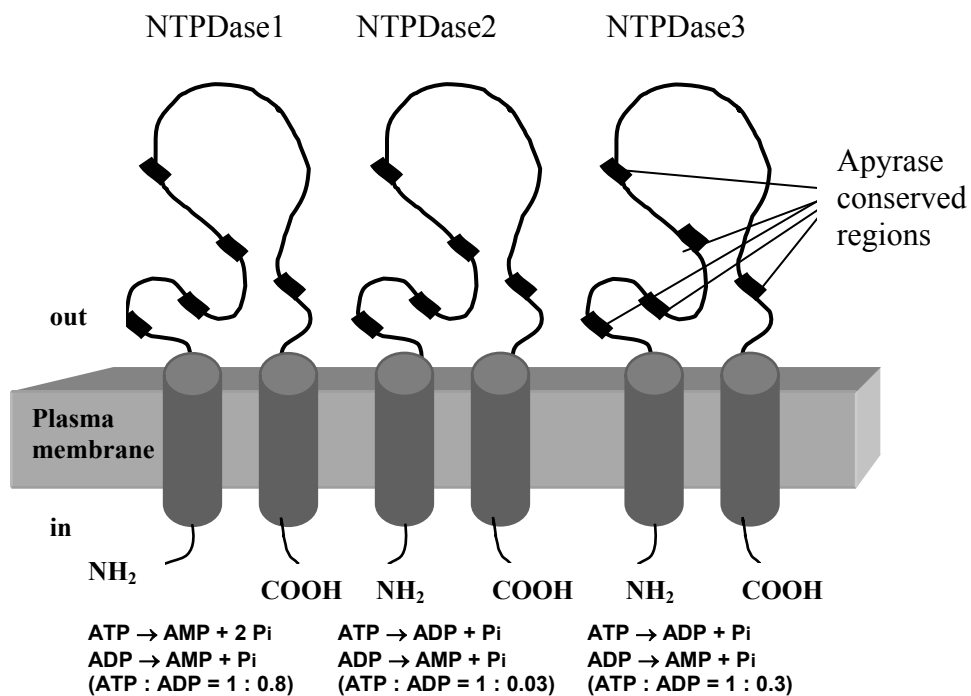 NTPDase1
NTPDase2
NTPDase3
Apyrase
conserved
regions
out
Plasma
membrane
in
NH₂
COOH
NH₂
COOH
NH₂
COOH
ATP → AMP + 2 Pi
ADP → AMP + Pi
(ATP : ADP = 1 : 0.8)
ATP → ADP + Pi
ADP → AMP + Pi
(ATP : ADP = 1 : 0.03)
ATP → ADP + Pi
ADP → AMP + Pi
(ATP : ADP = 1 : 0.3)